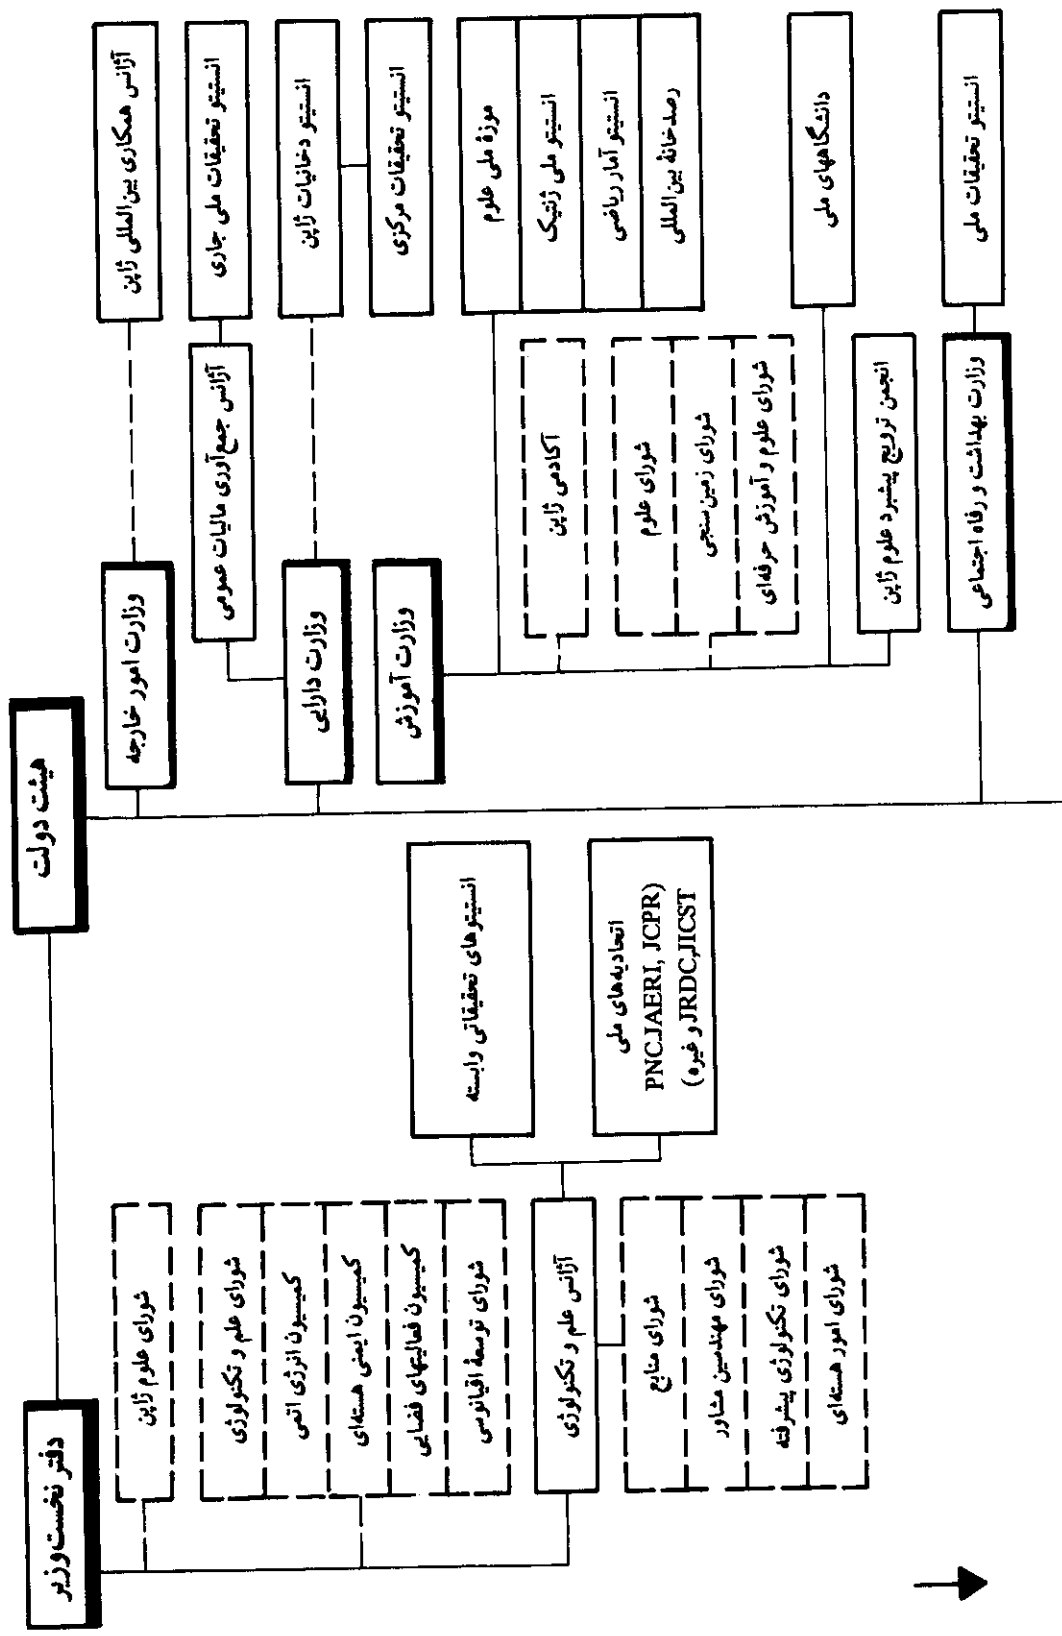 هیئت دولت
دفتر نخست‌وزیر
شورای علوم ژاپن
شورای علم و تکنولوژی
کمیسیون انرژی اتمی
کمیسیون ایمنی هسته‌ای
کمیسیون فعالیتهای فضایی
شورای توسعهٔ اقیانوسی
آژانس علم و تکنولوژی
شورای منابع
شورای مهندسین مشاور
شورای تکنولوژی پیشرفته
شورای امور هسته‌ای
انستیتوهای تحقیقاتی وابسته
اتحادیه‌های ملی
PNC,JAERI, JCPR)
JRDC,JICST و غیره)
وزارت امور خارجه
آژانس همکاری بین‌المللی ژاپن
وزارت دارایی
آژانس جمع‌آوری مالیات عمومی
انستیتو تحقیقات ملی جاری
انستیتو دخانیات ژاپن
انستیتو تحقیقات مرکزی
وزارت آموزش
موزهٔ ملی علوم
انستیتو ملی ژنتیک
انستیتو آمار ریاضی
رصدخانهٔ بین‌المللی
آکادمی ژاپن
شورای علوم
شورای زمین‌سنجی
شورای علوم و آموزش حرفه‌ای
دانشگاههای ملی
انجمن ترویج پیشبرد علوم ژاپن
وزارت بهداشت و رفاه اجتماعی
انستیتو تحقیقات ملی